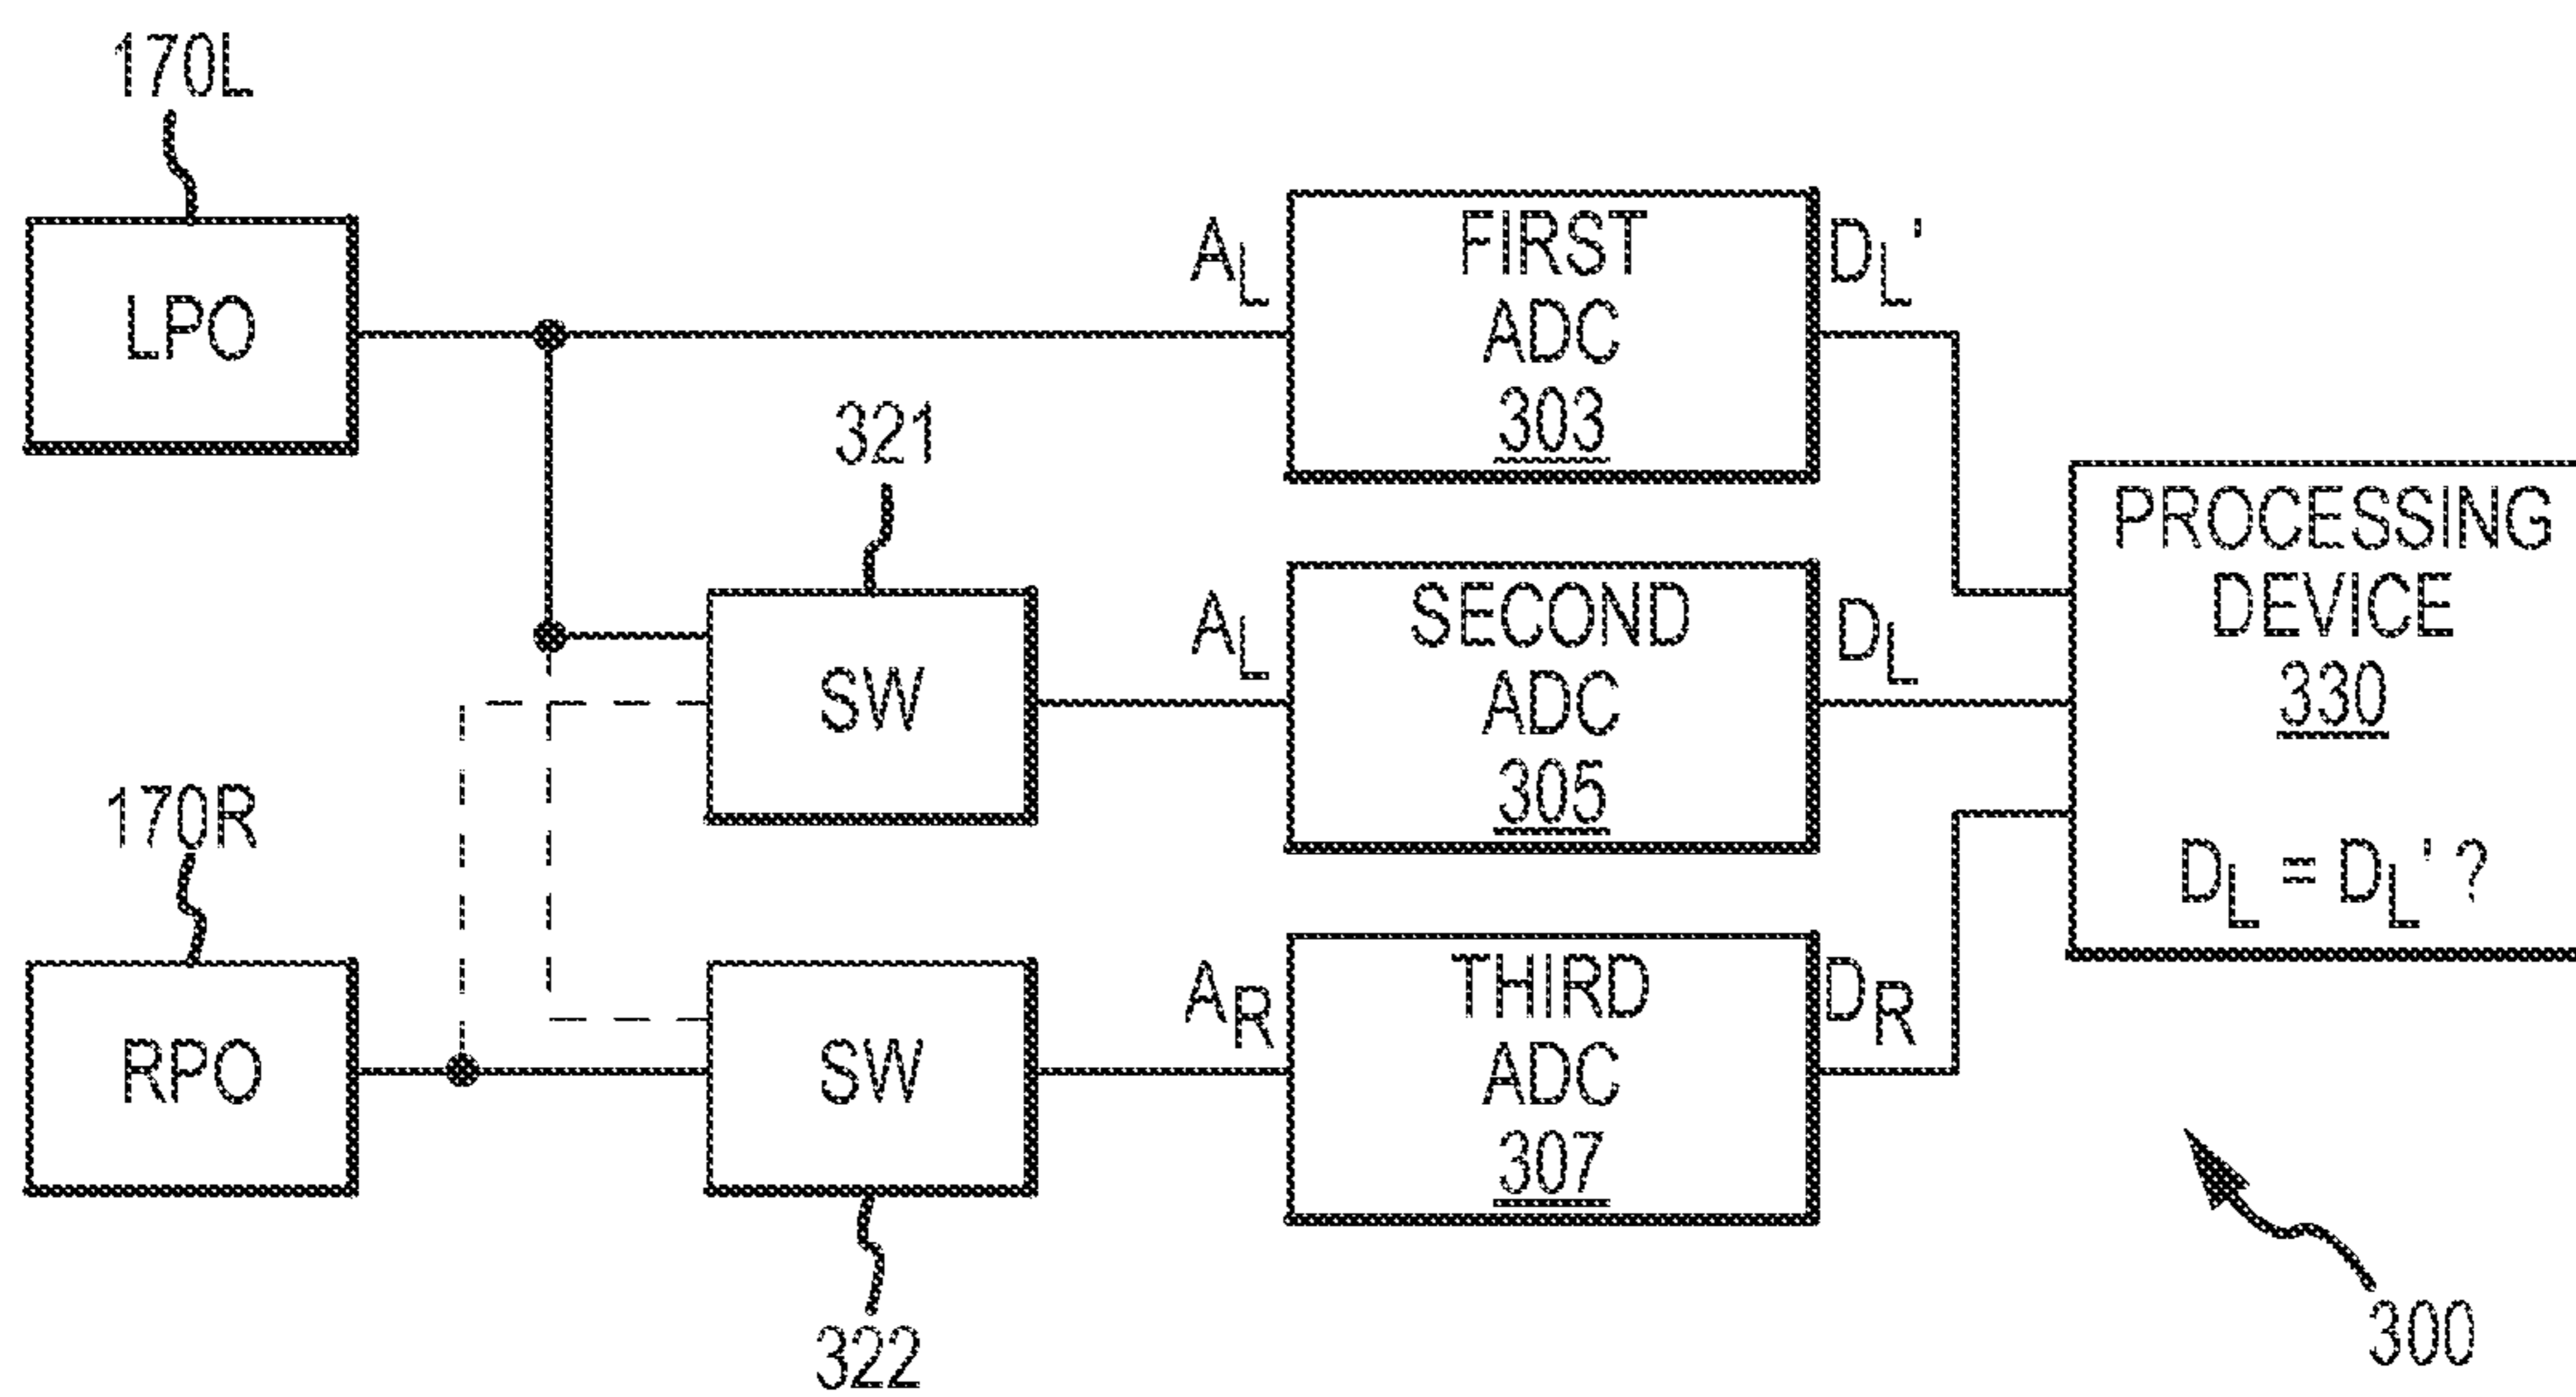 170L
LPO
A_L
FIRST
ADC
303
D_L'
321
SW
A_L
SECOND
ADC
305
D_L
PROCESSING
DEVICE
330
D_L = D_L' ?
170R
RPO
SW
322
A_R
THIRD
ADC
307
D_R
300